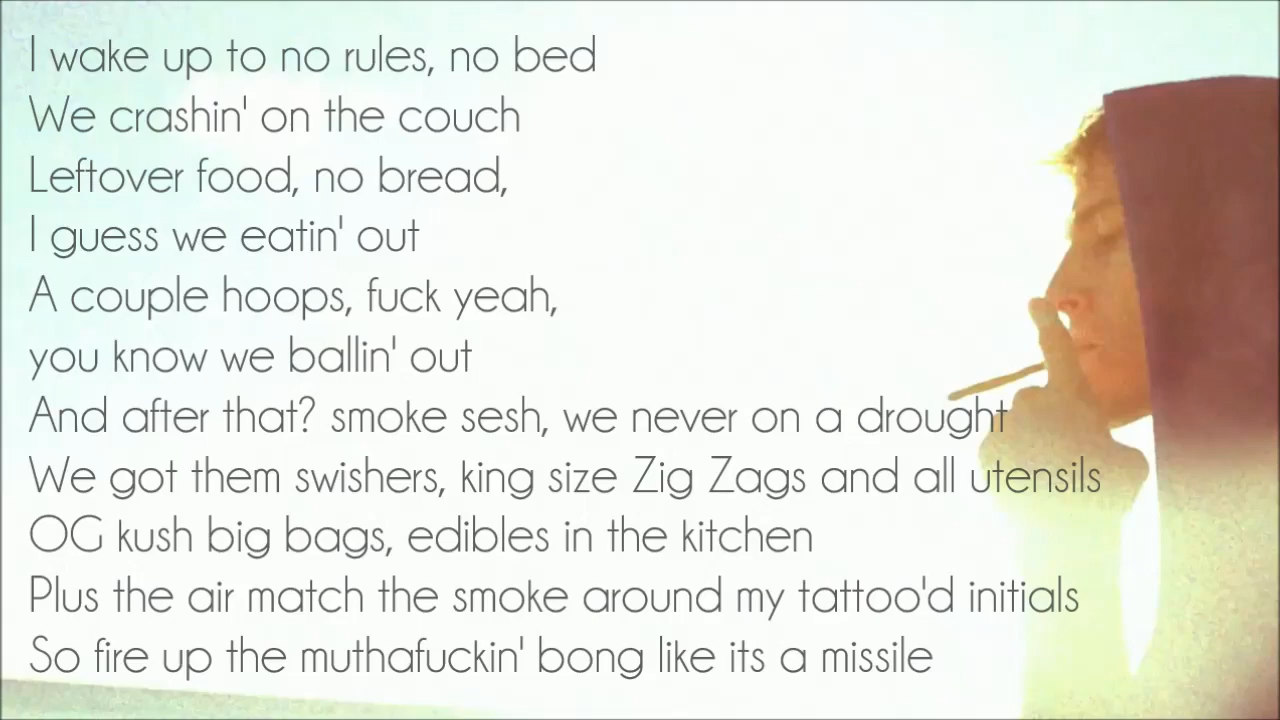 I wake up to no rules, no bed
We crashin' on the couch
Leftover food, no bread,
I guess we eatin' out
A couple hoops, fuck yeah,
you know we ballin' out
And after that? smoke sesh, we never on a drought
We got them swishers, king size Zig Zags and all utensils
OG kush big bags, edibles in the kitchen
Plus the air match the smoke around my tattoo'd initials
So fire up the muthafuckin' bong like its a missile